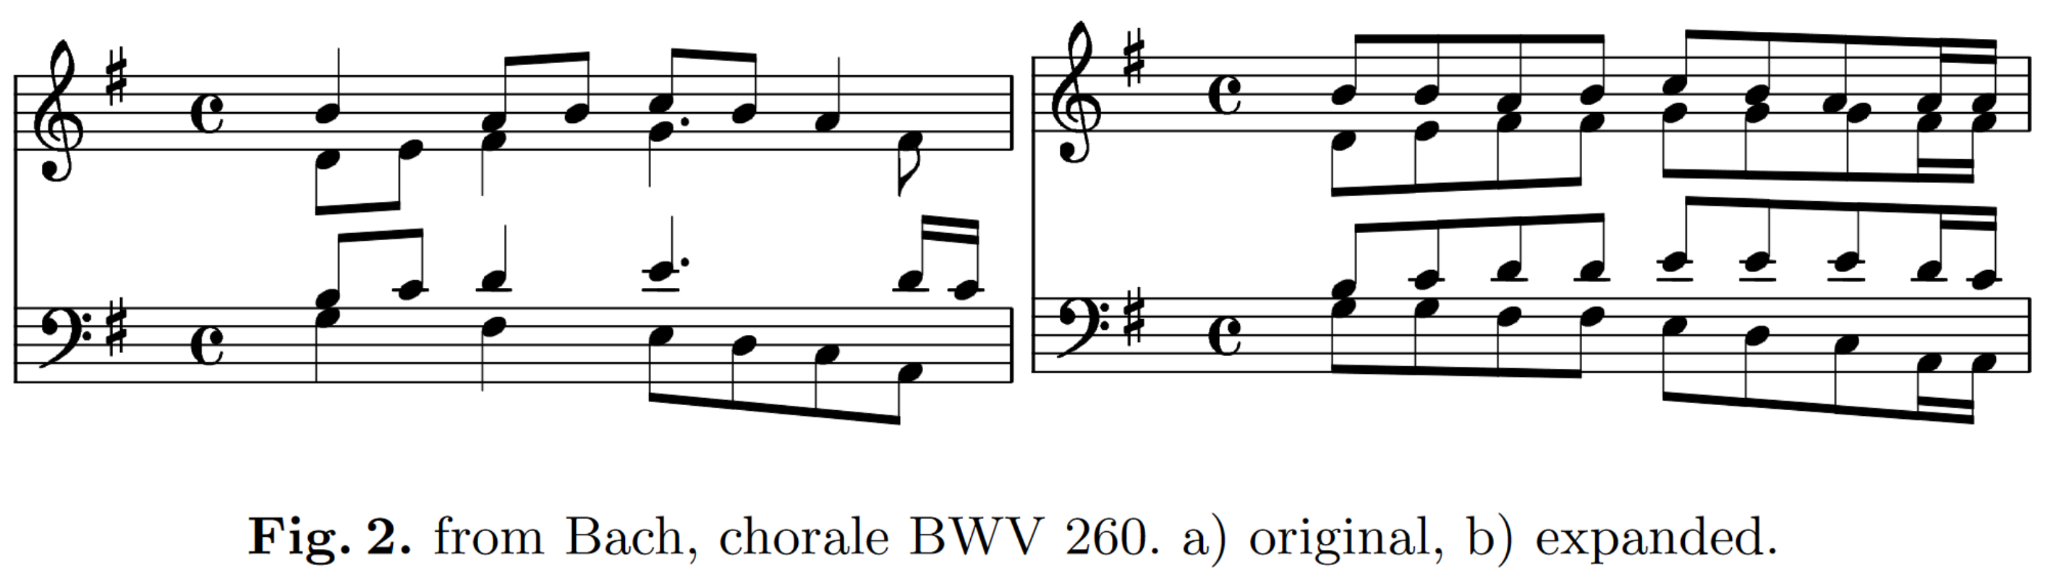 Fig. 2. from Bach, chorale BWV 260. a) original, b) expanded.